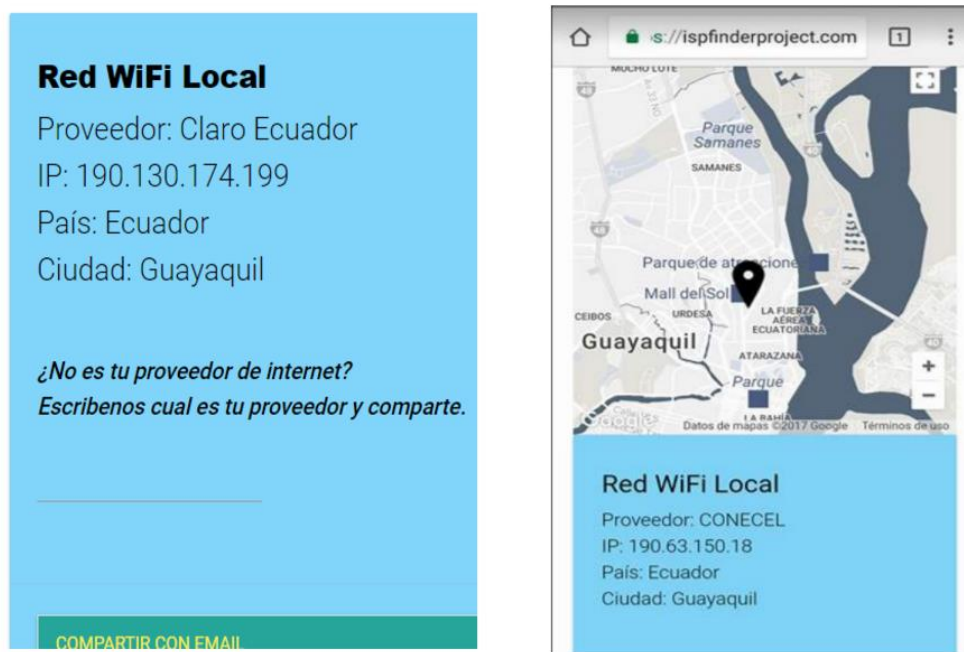 Red WiFi Local
Proveedor: Claro Ecuador
IP: 190.130.174.199
País: Ecuador
Ciudad: Guayaquil
¿No es tu proveedor de internet?
Escribenos cual es tu proveedor y comparte.
COMPARTIR CON EMAIL
s://ispfinderproject.com
1
MUCHO LOTE
Av 23 NO
Parque
Samanes
SAMANES
Parque de atracciones
Mall del Sol
LA FUERZA
AÉREA
ECUATORIANA
CEIBOS
URDESA
Guayaquil
ATARAZANA
Parque
LA BAHÍA
+
−
Google
Datos de mapas ©2017 Google
Términos de uso
Red WiFi Local
Proveedor: CONECEL
IP: 190.63.150.18
País: Ecuador
Ciudad: Guayaquil